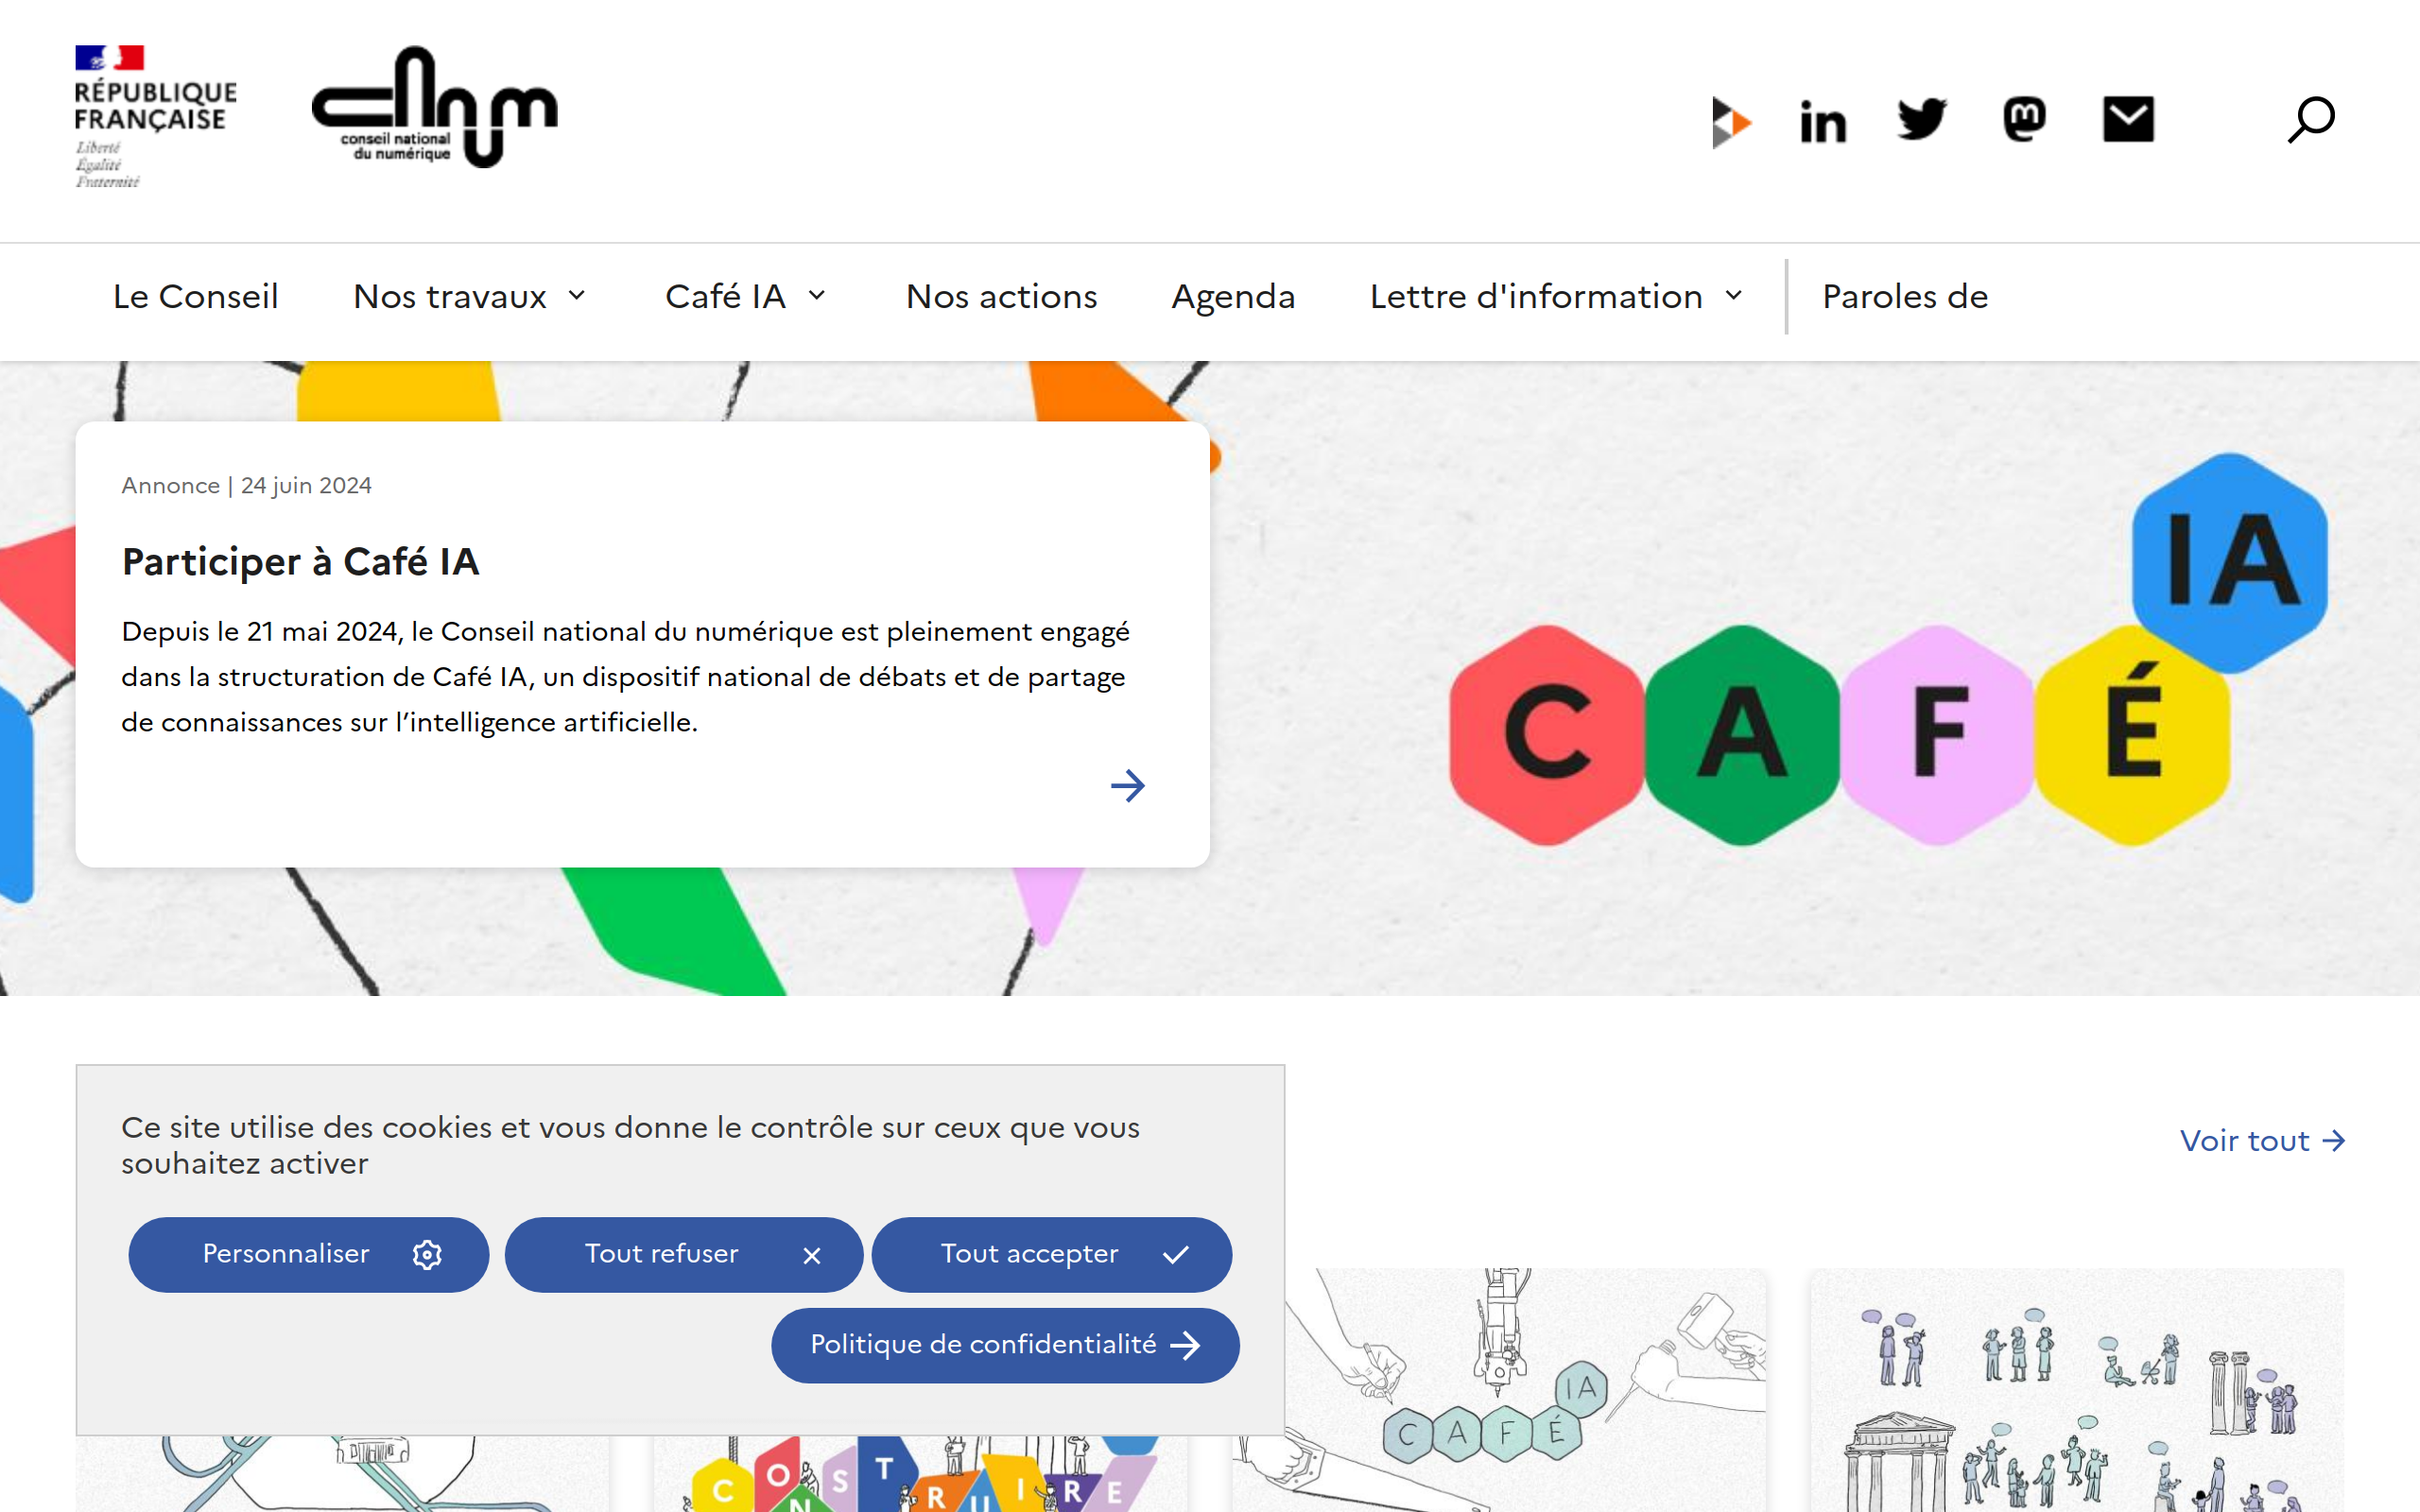 RÉPUBLIQUE
FRANÇAISE
Liberté
Égalité
Fraternité
cnnum
conseil national
du numérique
in
Le Conseil
Nos travaux
Café IA
Nos actions
Agenda
Lettre d'information
Paroles de
Annonce | 24 juin 2024
Participer à Café IA
Depuis le 21 mai 2024, le Conseil national du numérique est pleinement engagé
dans la structuration de Café IA, un dispositif national de débats et de partage
de connaissances sur l’intelligence artificielle.
IA
CAFÉ
Ce site utilise des cookies et vous donne le contrôle sur ceux que vous
souhaitez activer
Voir tout
Personnaliser
Tout refuser
Tout accepter
Politique de confidentialité
IA
CAFÉ
CONSTRUIRE